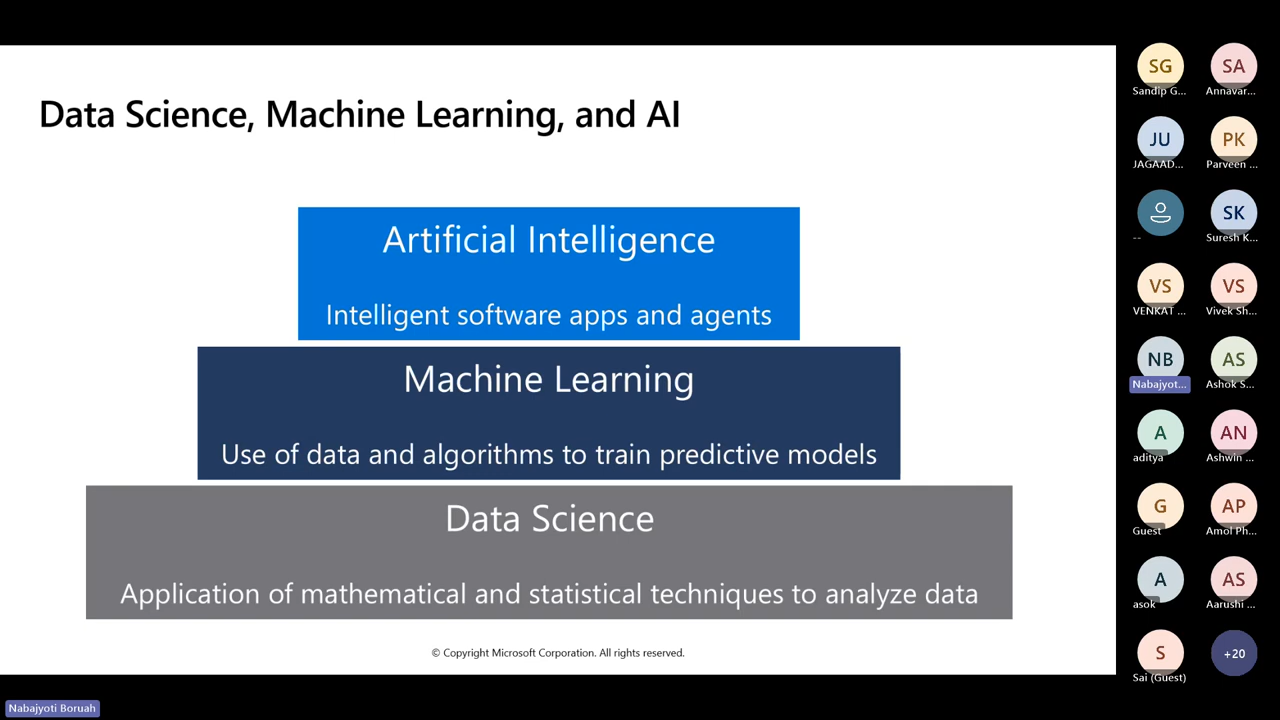 Data Science, Machine Learning, and AI
Artificial Intelligence
Intelligent software apps and agents
Machine Learning
Use of data and algorithms to train predictive models
Data Science
Application of mathematical and statistical techniques to analyze data
© Copyright Microsoft Corporation. All rights reserved.
SG SA
Sandip G... Annavar...
JU PK
JAGAAD... Parveen ...
SK
-- Suresh K...
VS VS
VENKAT ... Vivek Sh...
NB AS
Nabajyot... Ashok S...
A AN
aditya Ashwin ...
G AP
Guest Amol Ph...
A AS
asok Aarushi ...
S +20
Sai (Guest)
Nabajyoti Boruah